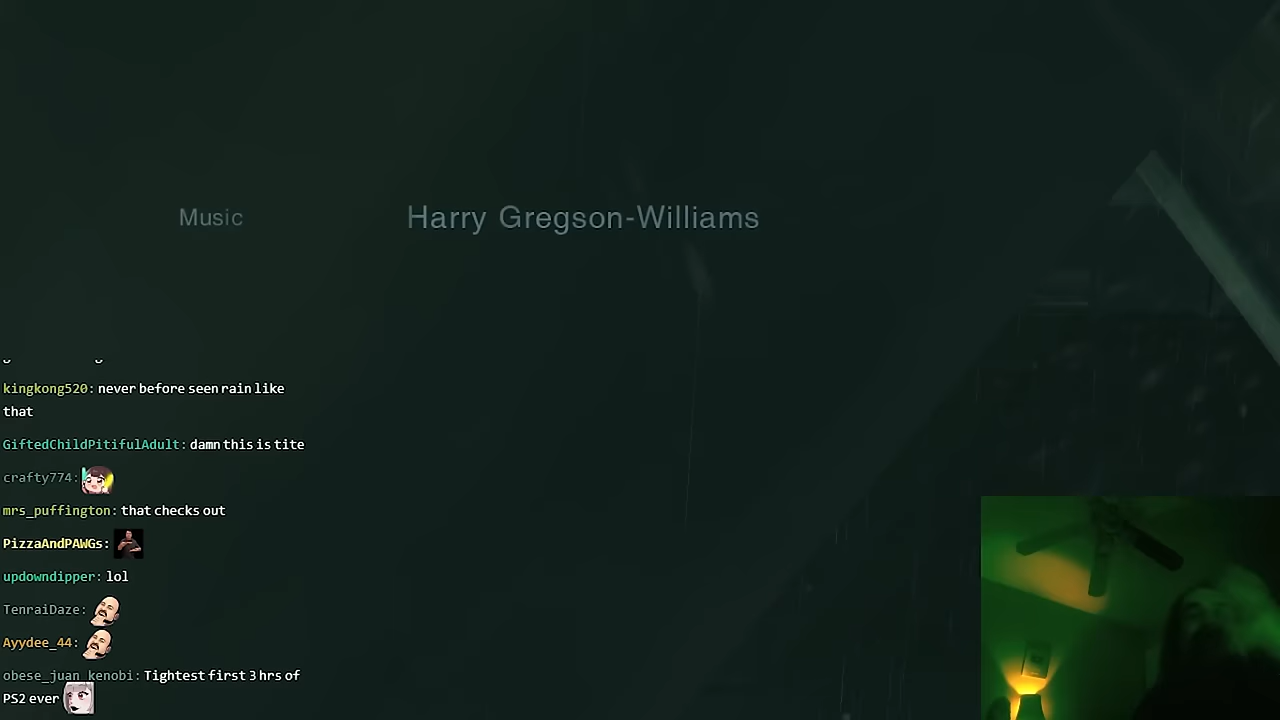 Music Harry Gregson-Williams
kingkong520: never before seen rain like
that
GiftedChildPitifulAdult: damn this is tite
crafty774:
mrs_puffington: that checks out
PizzaAndPAWGs:
updowndipper: lol
TenraiDaze:
Ayydee_44:
obese_juan_kenobi: Tightest first 3 hrs of
PS2 ever